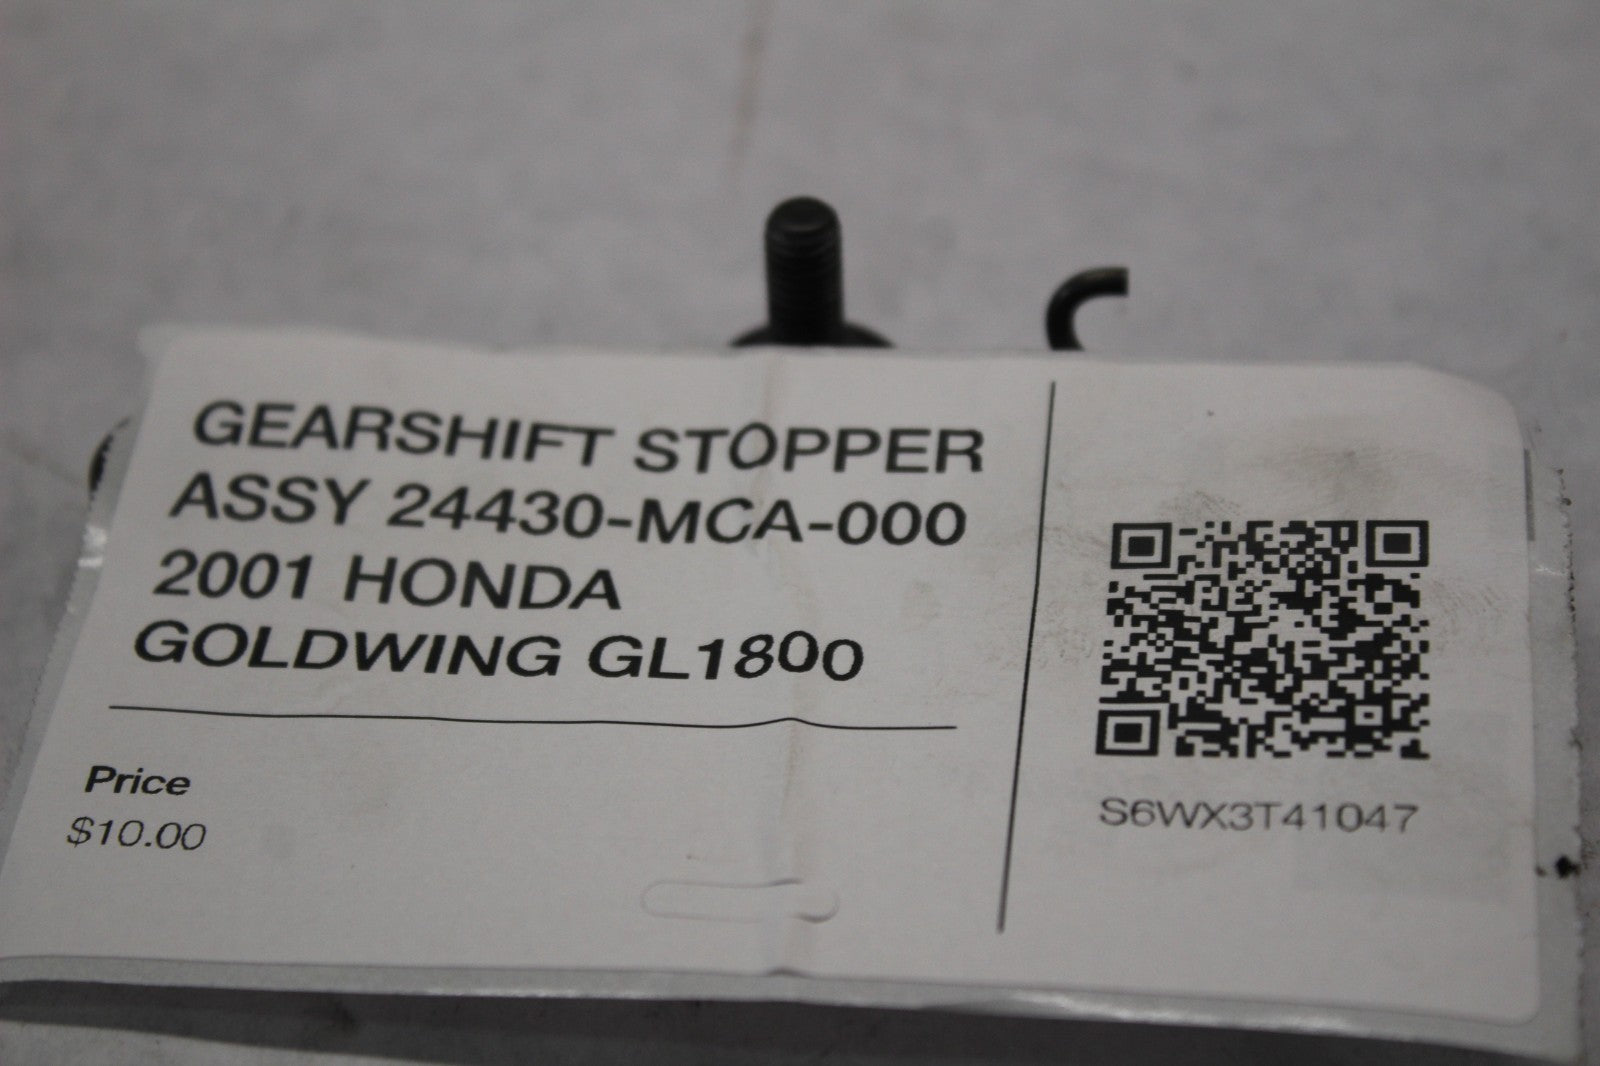 GEARSHIFT STOPPER
ASSY 24430-MCA-000
2001 HONDA
GOLDWING GL1800
Price
$10.00
S6WX3T41047